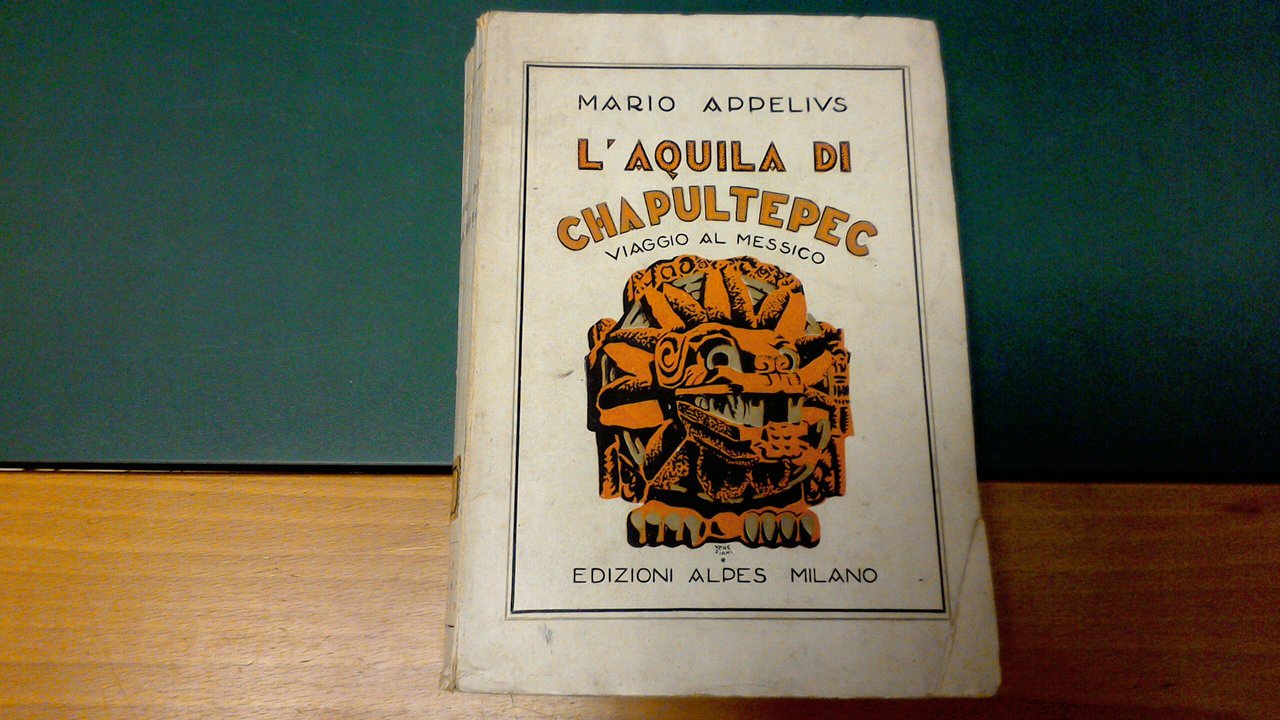 MARIO APPELIVS
L'AQUILA DI
CHAPULTEPEC
VIAGGIO AL MESSICO
EDIZIONI ALPES MILANO